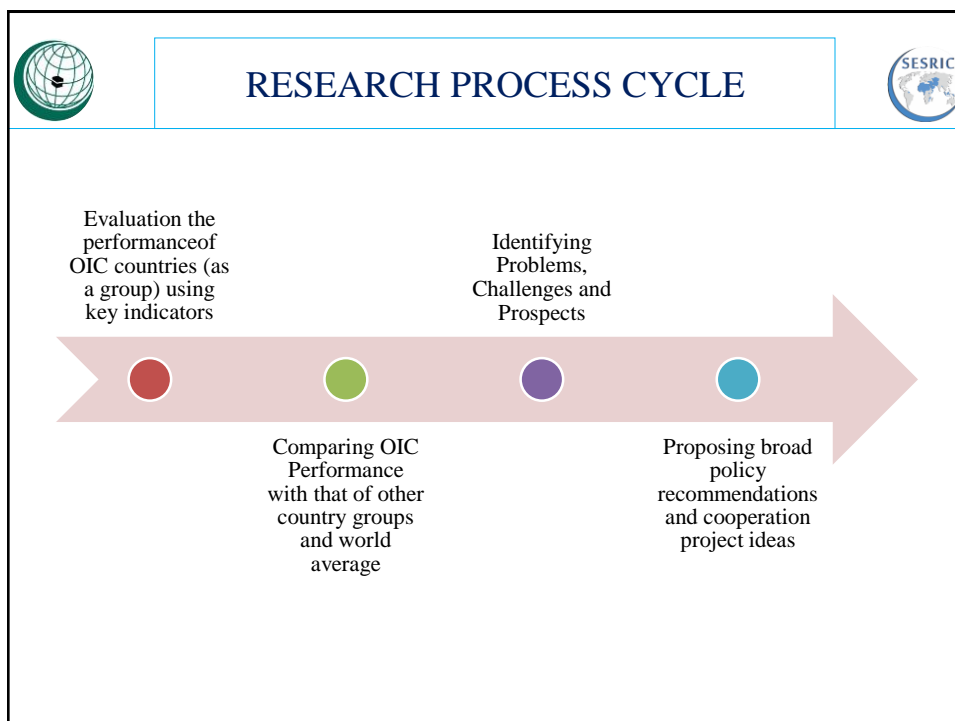 RESEARCH PROCESS CYCLE
SESRIC
Evaluation the
performanceof
OIC countries (as
a group) using
key indicators
Comparing OIC
Performance
with that of other
country groups
and world
average
Identifying
Problems,
Challenges and
Prospects
Proposing broad
policy
recommendations
and cooperation
project ideas